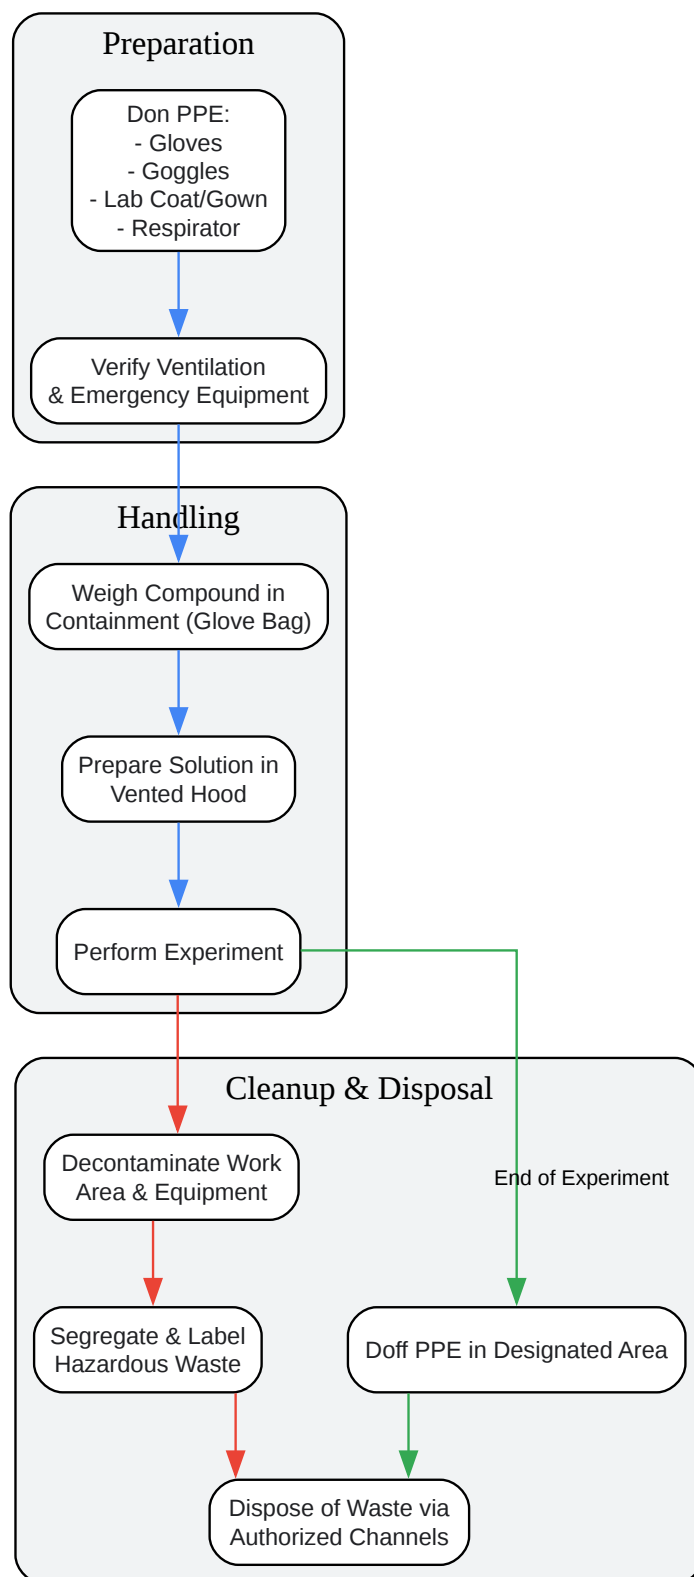 Preparation
Don PPE:
- Gloves
- Goggles
- Lab Coat/Gown
- Respirator
Verify Ventilation
& Emergency Equipment
Handling
Weigh Compound in
Containment (Glove Bag)
Prepare Solution in
Vented Hood
Perform Experiment
Cleanup & Disposal
Decontaminate Work
Area & Equipment
End of Experiment
Segregate & Label
Hazardous Waste
Doff PPE in Designated Area
Dispose of Waste via
Authorized Channels